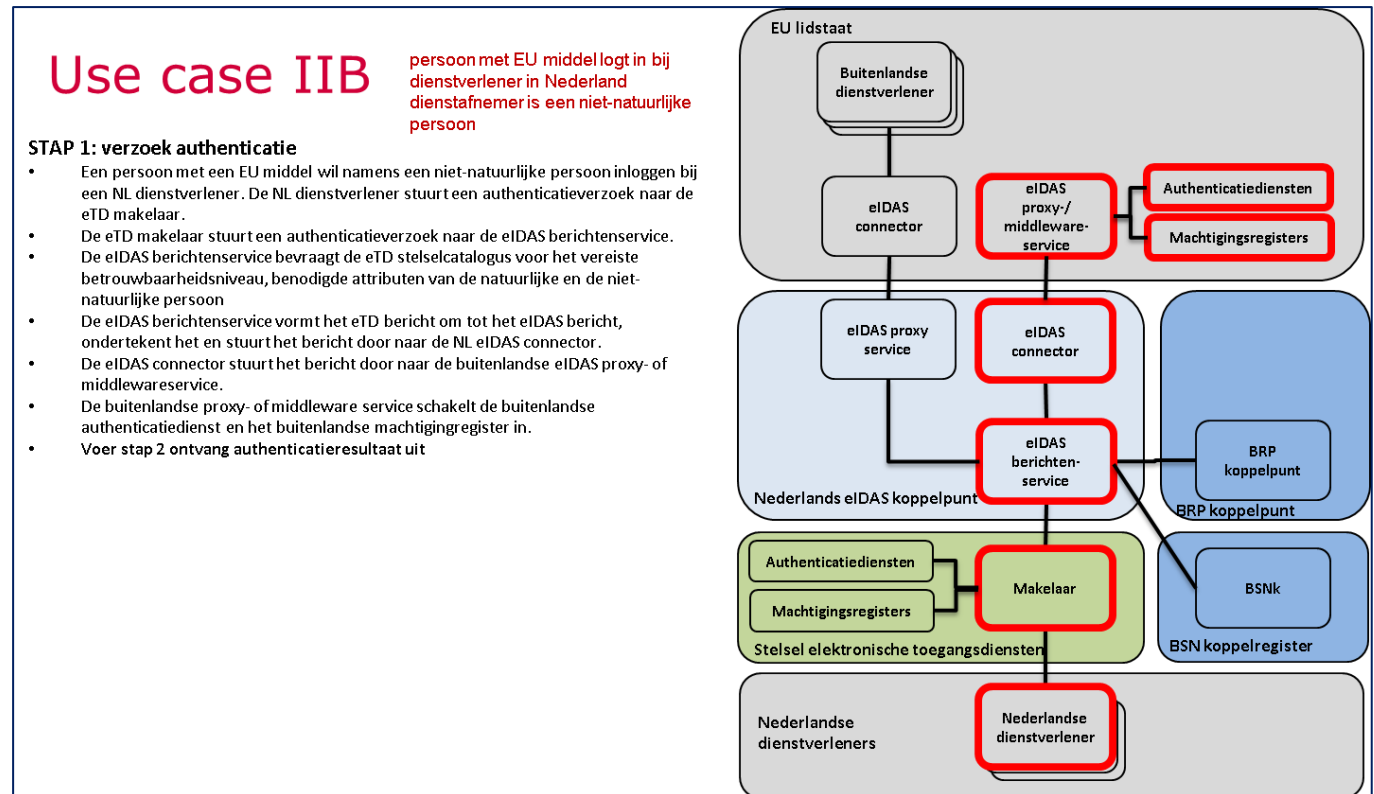 Use case IIB
persoon met EU middel logt in bij
dienstverlener in Nederland
dienstafnemer is een niet-natuurlijke
persoon
STAP 1: verzoek authenticatie
• Een persoon met een EU middel wil namens een niet-natuurlijke persoon inloggen bij
een NL dienstverlener. De NL dienstverlener stuurt een authenticatieverzoek naar de
eTD makelaar.
• De eTD makelaar stuurt een authenticatieverzoek naar de eIDAS berichtenservice.
• De eIDAS berichtenservice bevraagt de eTD stelselcatalogus voor het vereiste
betrouwbaarheidsniveau, benodigde attributen van de natuurlijke en de niet-
natuurlijke persoon
• De eIDAS berichtenservice vormt het eTD bericht om tot het eIDAS bericht,
ondertekent het en stuurt het bericht door naar de NL eIDAS connector.
• De eIDAS connector stuurt het bericht door naar de buitenlandse eIDAS proxy- of
middlewareservice.
• De buitenlandse proxy- of middleware service schakelt de buitenlandse
authenticatiedienst en het buitenlandse machtigingregister in.
• Voer stap 2 ontvang authenticatieresultaat uit
EU lidstaat
Buitenlandse
dienstverlener
eIDAS
connector
eIDAS
proxy-/
middleware-
service
Authenticatiediensten
Machtigingsregisters
eIDAS proxy
service
eIDAS
connector
eIDAS
berichten-
service
Nederlands eIDAS koppelpunt
BRP
koppelpunt
BRP koppelpunt
Authenticatiediensten
Machtigingsregisters
Makelaar
Stelsel elektronische toegangsdiensten
BSNk
BSN koppelregister
Nederlandse
dienstverleners
Nederlandse
dienstverlener